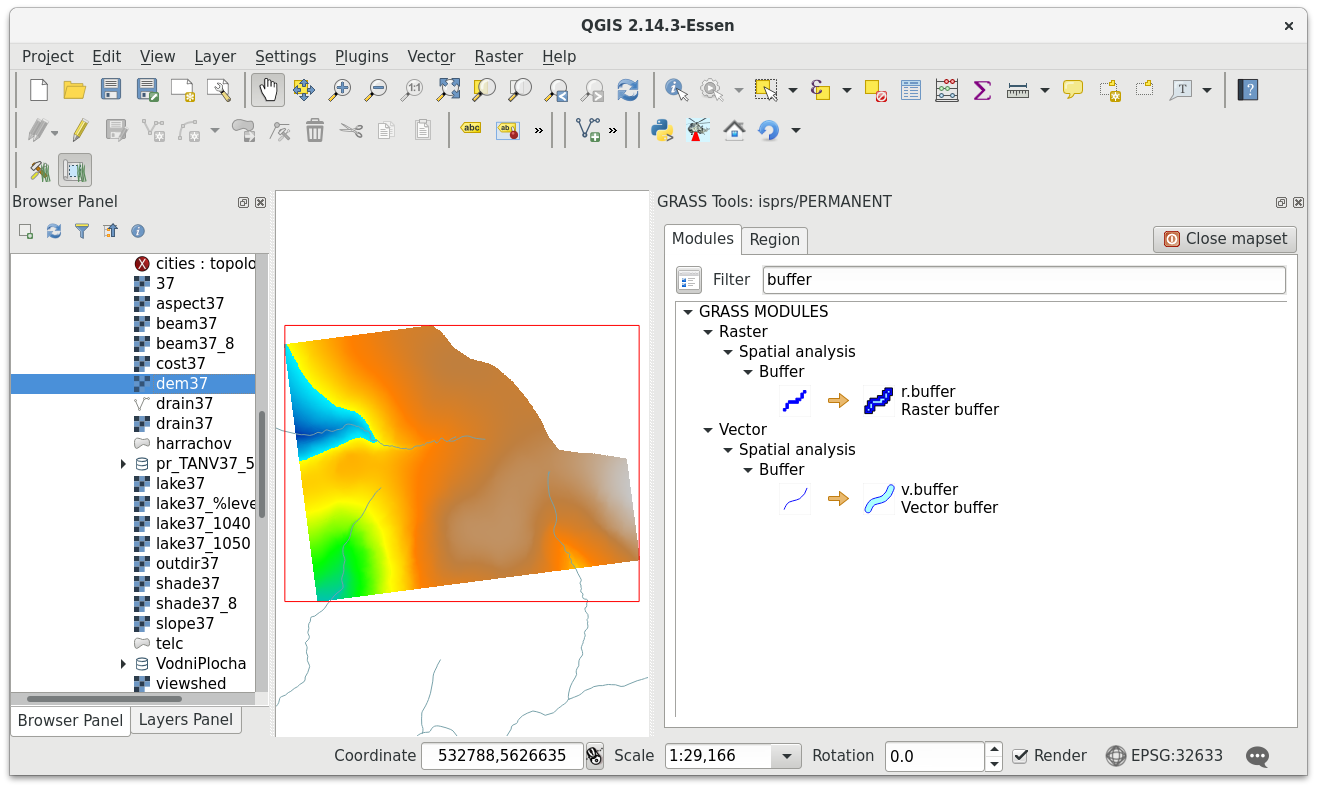 QGIS 2.14.3-Essen
Project Edit View Layer Settings Plugins Vector Raster Help
1:1
ε
Σ
T
?
abc
ab
»
»
Browser Panel
GRASS Tools: isprs/PERMANENT
Modules
Region
Close mapset
Filter
buffer
cities : topolo
37
aspect37
beam37
beam37_8
cost37
dem37
drain37
drain37
harrachov
pr_TANV37_5
lake37
lake37_%leve
lake37_1040
lake37_1050
outdir37
shade37
shade37_8
slope37
telc
VodniPlocha
viewshed
Browser Panel
Layers Panel
GRASS MODULES
Raster
Spatial analysis
Buffer
r.buffer
Raster buffer
Vector
Spatial analysis
Buffer
v.buffer
Vector buffer
Coordinate 532788,5626635 Scale 1:29,166 Rotation 0.0 Render EPSG:32633